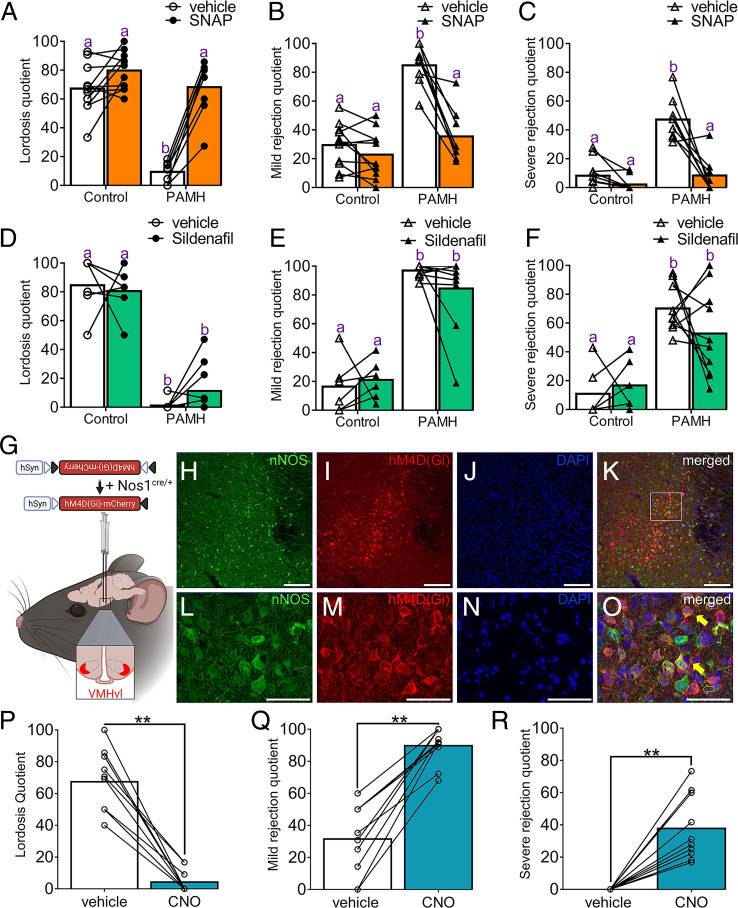 A
vehicle
SNAP
Lordosis quotient
100
80
60
40
20
0
a
a
b
a
Control
PAMH
B
vehicle
SNAP
Mild rejection quotient
100
80
60
40
20
0
a
a
b
a
Control
PAMH
C
vehicle
SNAP
Severe rejection quotient
100
80
60
40
20
0
a
a
b
a
Control
PAMH
D
vehicle
Sildenafil
Lordosis quotient
100
80
60
40
20
0
a
a
b
b
Control
PAMH
E
vehicle
Sildenafil
Mild rejection quotient
100
80
60
40
20
0
a
a
b
b
Control
PAMH
F
vehicle
Sildenafil
Severe rejection quotient
100
80
60
40
20
0
a
a
b
b
Control
PAMH
G
hSyn
hM4D(Gi)-mCherry
+ Nos1cre/+
hSyn
hM4D(Gi)-mCherry
VMHvl
H
nNOS
I
hM4D(Gi)
J
DAPI
K
merged
L
nNOS
M
hM4D(Gi)
N
DAPI
O
merged
P
Lordosis Quotient
100
80
60
40
20
0
**
vehicle
CNO
Q
Mild rejection quotient
100
80
60
40
20
0
**
vehicle
CNO
R
Severe rejection quotient
100
80
60
40
20
0
**
vehicle
CNO